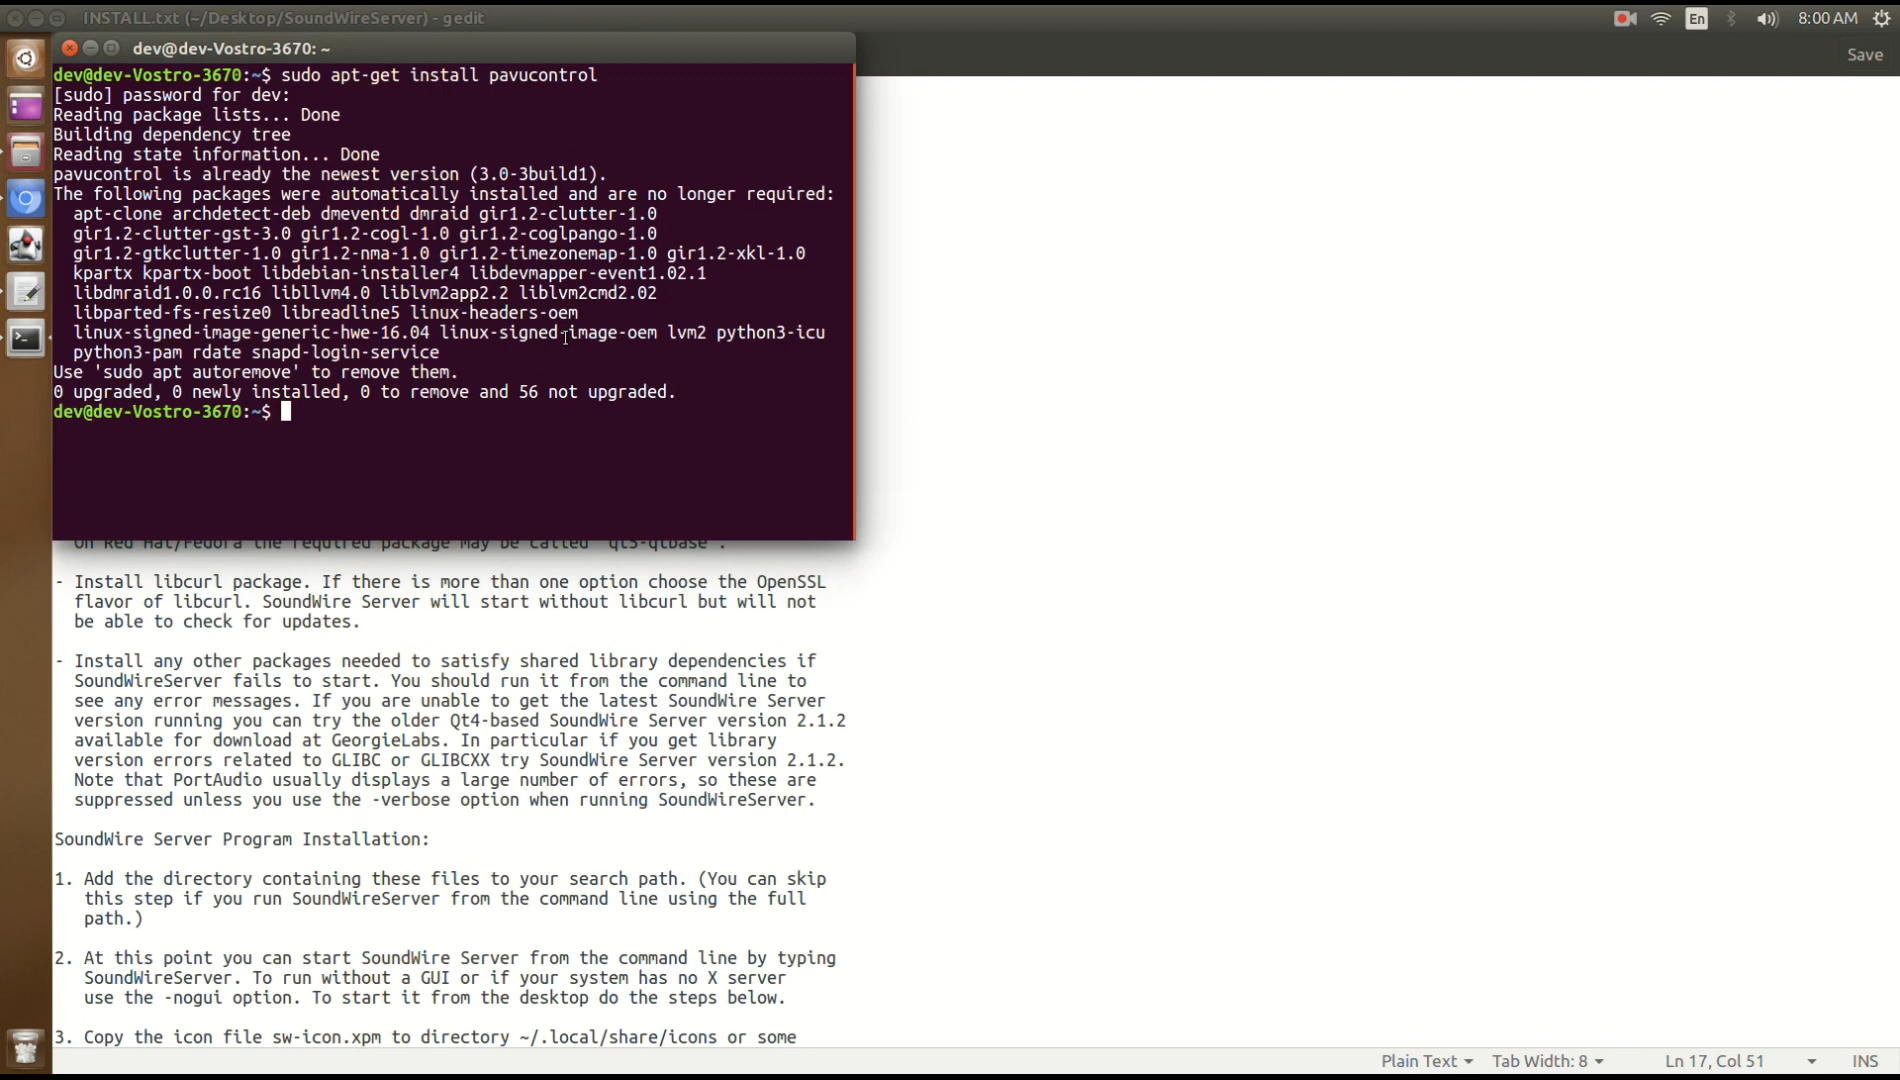 INSTALL.txt (~/Desktop/SoundWireServer) - gedit
En
8:00 AM
Save
dev@dev-Vostro-3670: ~
dev@dev-Vostro-3670:~$ sudo apt-get install pavucontrol
[sudo] password for dev:
Reading package lists... Done
Building dependency tree
Reading state information... Done
pavucontrol is already the newest version (3.0-3build1).
The following packages were automatically installed and are no longer required:
apt-clone archdetect-deb dmeventd dmraid gir1.2-clutter-1.0
gir1.2-clutter-gst-3.0 gir1.2-cogl-1.0 gir1.2-coglpango-1.0
gir1.2-gtkclutter-1.0 gir1.2-nma-1.0 gir1.2-timezonemap-1.0 gir1.2-xkl-1.0
kpartx kpartx-boot libdebian-installer4 libdevmapper-event1.02.1
libdmraid1.0.0.rc16 libllvm4.0 liblvm2app2.2 liblvm2cmd2.02
libparted-fs-resize0 libreadline5 linux-headers-oem
linux-signed-image-generic-hwe-16.04 linux-signed-image-oem lvm2 python3-icu
python3-pam rdate snapd-login-service
Use 'sudo apt autoremove' to remove them.
0 upgraded, 0 newly installed, 0 to remove and 56 not upgraded.
dev@dev-Vostro-3670:~$
On Red Hat/Fedora the required package may be called "qt5-qtbase".
- Install libcurl package. If there is more than one option choose the OpenSSL
flavor of libcurl. SoundWire Server will start without libcurl but will not
be able to check for updates.
- Install any other packages needed to satisfy shared library dependencies if
SoundWireServer fails to start. You should run it from the command line to
see any error messages. If you are unable to get the latest SoundWire Server
version running you can try the older Qt4-based SoundWire Server version 2.1.2
available for download at GeorgieLabs. In particular if you get library
version errors related to GLIBC or GLIBCXX try SoundWire Server version 2.1.2.
Note that PortAudio usually displays a large number of errors, so these are
suppressed unless you use the -verbose option when running SoundWireServer.
SoundWire Server Program Installation:
1. Add the directory containing these files to your search path. (You can skip
this step if you run SoundWireServer from the command line using the full
path.)
2. At this point you can start SoundWire Server from the command line by typing
SoundWireServer. To run without a GUI or if your system has no X server
use the -nogui option. To start it from the desktop do the steps below.
3. Copy the icon file sw-icon.xpm to directory ~/.local/share/icons or some
Plain Text
Tab Width: 8
Ln 17, Col 51
INS